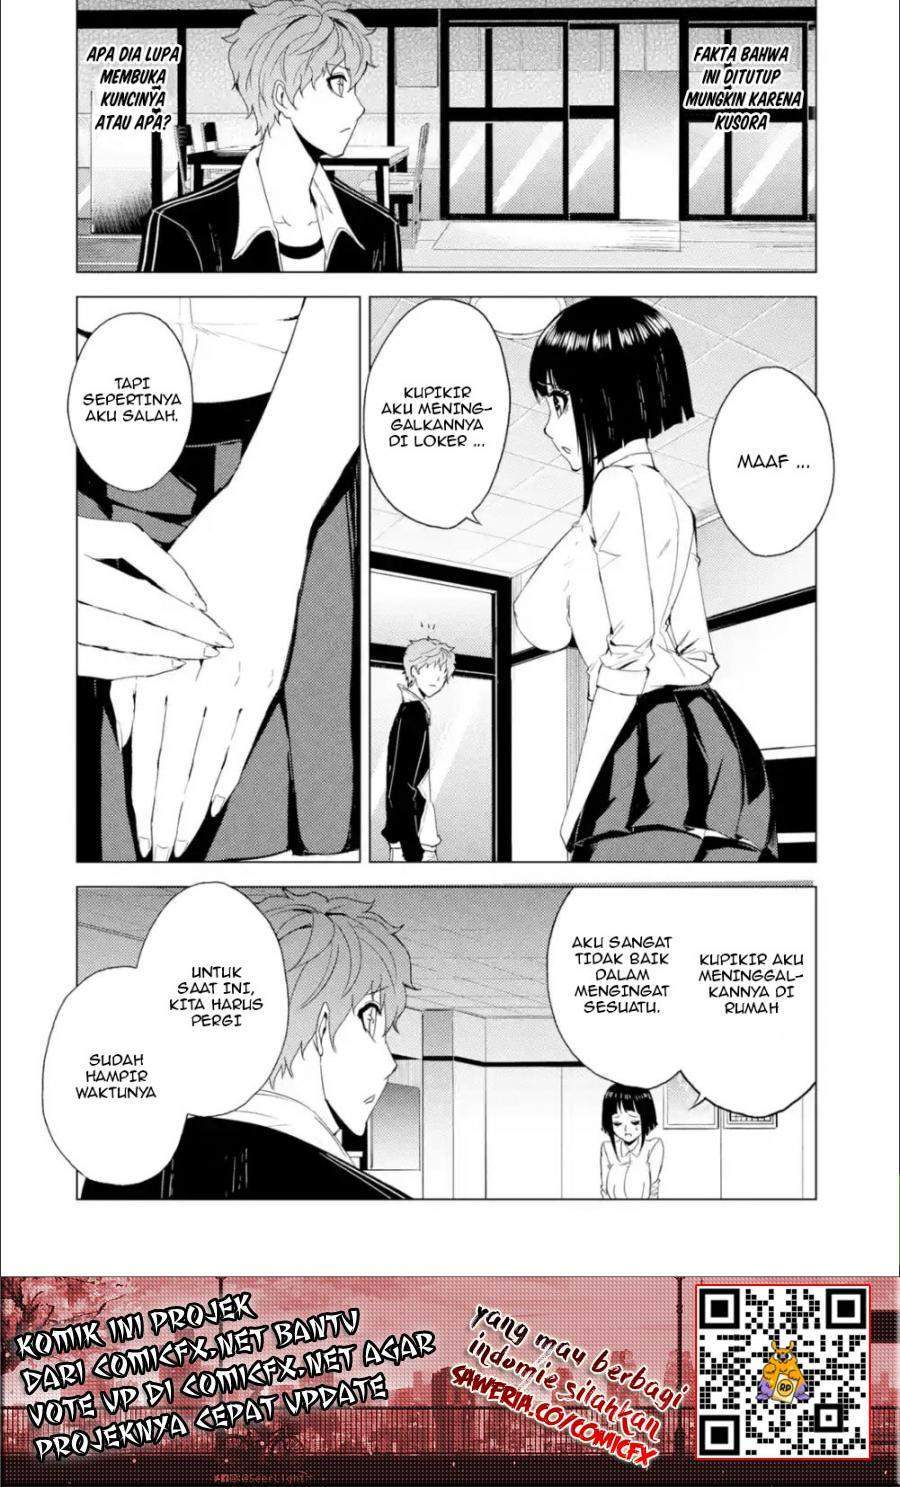 FAKTA BAHWA
INI DITUTUP
MUNGKIN KARENA
KUSORA
APA DIA LUPA
MEMBUKA
KUNCINYA
ATAU APA?
MAAF ...
KUPIKIR
AKU MENING-
GALKANNYA
DI LOKER ...
TAPI
SEPERTINYA
AKU SALAH.
KUPIKIR AKU
MENINGGAL-
KANNYA DI
RUMAH
AKU SANGAT
TIDAK BAIK
DALAM
MENGINGAT
SESUATU.
UNTUK
SAAT INI,
KITA HARUS
PERGI
SUDAH
HAMPIR
WAKTUNYA
KOMIK INI PROJEK
DARI COMICFX.NET BANTU
VOTE UP DI COMICFX.NET AGAR
PROJEKNYA CEPAT UPDATE
yang mau berbagi
indomie silahkan
SAWERIA.CO/COMICFX
RP